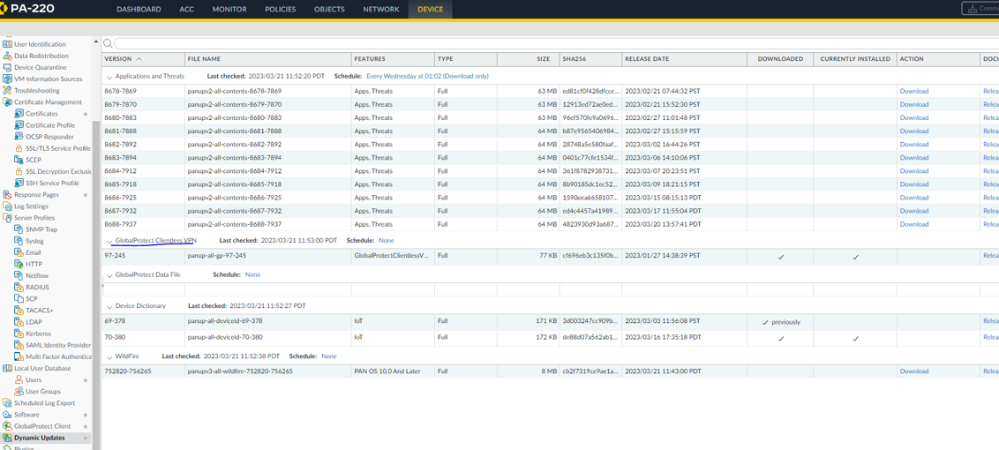 PA-220 DASHBOARD ACC MONITOR POLICIES OBJECTS NETWORK DEVICE
User Identification
Data Redistribution
Device Quarantine
VM Information Sources
Troubleshooting
Certificate Management
Certificates
Certificate Profile
OCSP Responder
SSL/TLS Service Profile
SCEP
SSL Decryption Exclusio
SSH Service Profile
Response Pages
Log Settings
Server Profiles
SNMP Trap
Syslog
Email
HTTP
Netflow
RADIUS
SCP
TACACS+
LDAP
Kerberos
SAML Identity Provider
Multi Factor Authentica
Local User Database
Users
User Groups
Scheduled Log Export
Software
GlobalProtect Client
Dynamic Updates
Plugins
VERSION FILE NAME FEATURES TYPE SIZE SHA256 RELEASE DATE DOWNLOADED CURRENTLY INSTALLED ACTION DOCU
Applications and Threats Last checked: 2023/03/21 11:52:20 PDT Schedule: Every Wednesday at 01:02 (Download only)
8678-7869 panupv2-all-contents-8678-7869 Apps, Threats Full 63 MB ed81cf0f428dfcce... 2023/02/21 07:44:32 PST Download Relea
8679-7870 panupv2-all-contents-8679-7870 Apps, Threats Full 63 MB 12913ed72ae0ed... 2023/02/21 15:52:30 PST Download Relea
8680-7883 panupv2-all-contents-8680-7883 Apps, Threats Full 63 MB 96ef570fe9a0696... 2023/02/27 11:01:48 PST Download Relea
8681-7888 panupv2-all-contents-8681-7888 Apps, Threats Full 64 MB b87e9565406984... 2023/02/27 15:15:59 PST Download Relea
8682-7892 panupv2-all-contents-8682-7892 Apps, Threats Full 64 MB 28748a5e580faaf... 2023/03/02 16:44:26 PST Download Relea
8683-7894 panupv2-all-contents-8683-7894 Apps, Threats Full 64 MB 0401c77cfe1534f... 2023/03/06 14:10:06 PST Download Relea
8684-7912 panupv2-all-contents-8684-7912 Apps, Threats Full 64 MB 361f8782938731... 2023/03/07 20:23:51 PST Download Relea
8685-7918 panupv2-all-contents-8685-7918 Apps, Threats Full 64 MB 8b90185dc1ec52... 2023/03/09 18:21:15 PST Download Relea
8686-7925 panupv2-all-contents-8686-7925 Apps, Threats Full 64 MB 1590eea6658107... 2023/03/15 08:15:13 PDT Download Relea
8687-7932 panupv2-all-contents-8687-7932 Apps, Threats Full 64 MB ed4c4457a41989... 2023/03/17 11:55:04 PDT Download Relea
8688-7937 panupv2-all-contents-8688-7937 Apps, Threats Full 64 MB 4823930d93a687... 2023/03/20 13:57:41 PDT Download Relea
GlobalProtect Clientless VPN Last checked: 2023/03/21 11:53:00 PDT Schedule: None
97-245 panup-all-gp-97-245 GlobalProtectClientlessV... Full 77 KB cf696eb3c135f0b... 2023/01/27 14:38:39 PST ✓ ✓ Relea
GlobalProtect Data File Schedule: None
Device Dictionary Last checked: 2023/03/21 11:52:27 PDT
69-378 panup-all-deviceid-69-378 IoT Full 171 KB 3d003247cc909b... 2023/03/03 11:56:08 PST ✓ previously Relea
70-380 panup-all-deviceid-70-380 IoT Full 172 KB de88d07a562ab1... 2023/03/16 17:35:18 PDT ✓ ✓ Relea
WildFire Last checked: 2023/03/21 11:52:38 PDT Schedule: None
752820-756265 panupv3-all-wildfire-752820-756265 PAN OS 10.0 And Later Full 8 MB cb2f7319ce9ae1a... 2023/03/21 11:43:00 PDT Download Relea